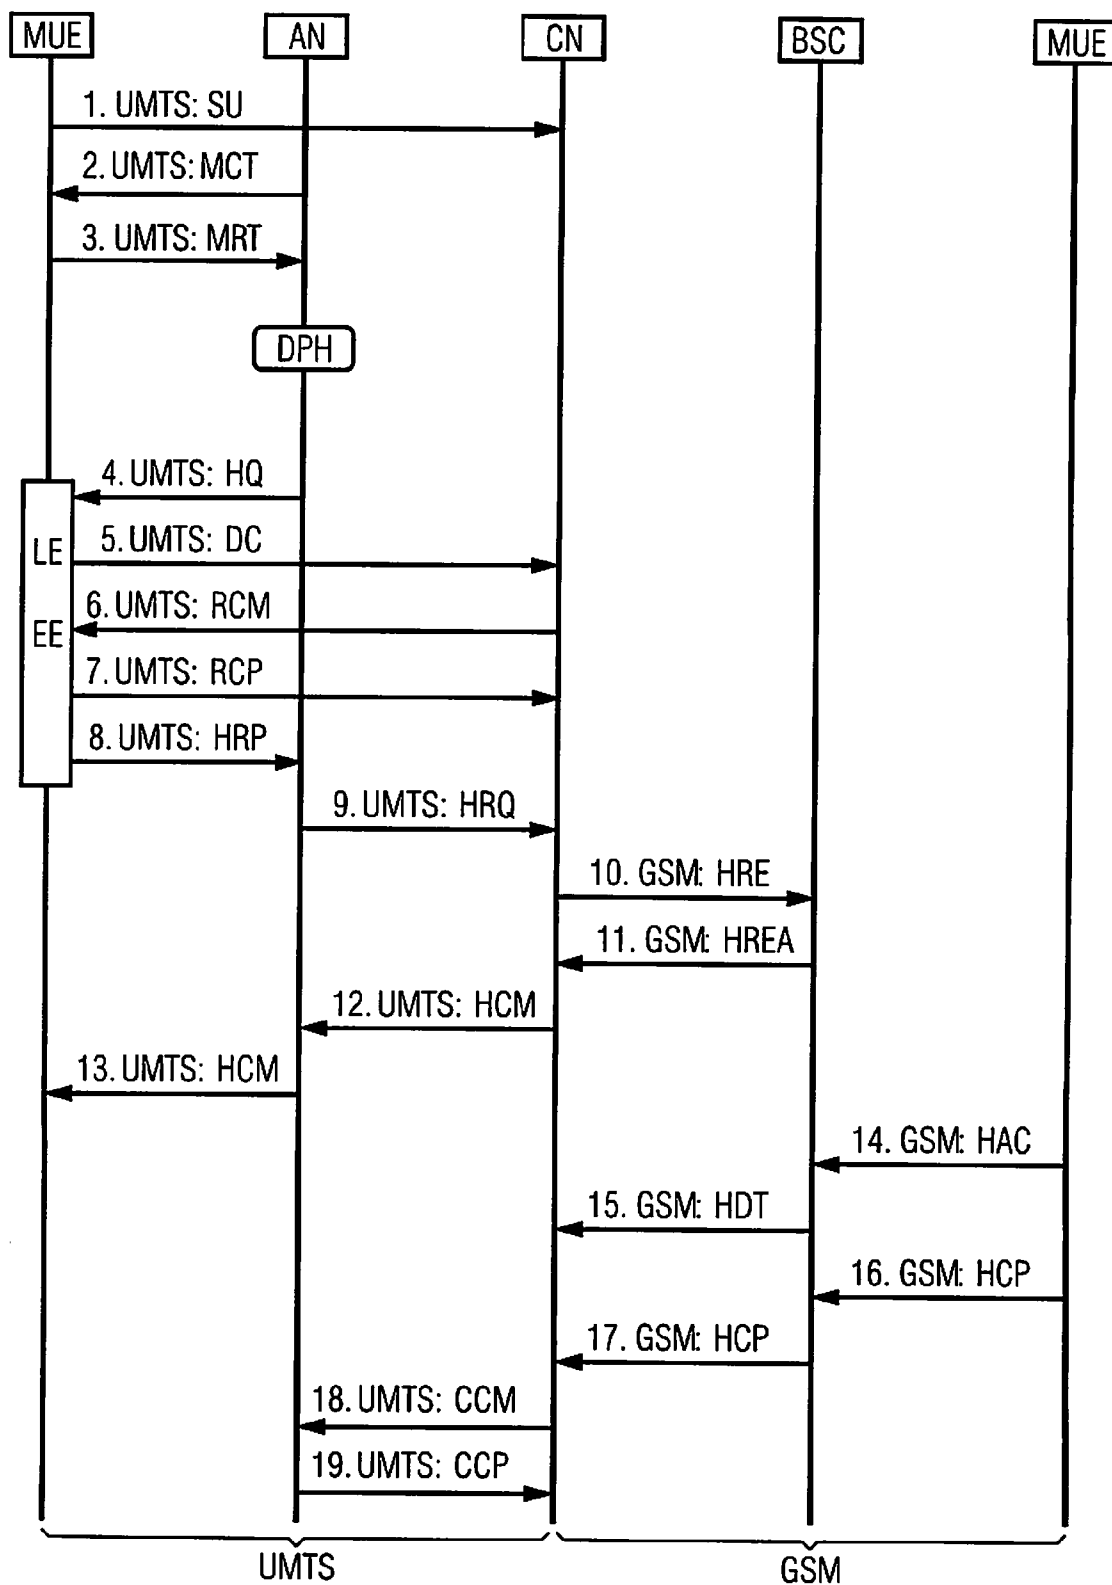 MUE AN CN BSC MUE
1. UMTS: SU
2. UMTS: MCT
3. UMTS: MRT
DPH
4. UMTS: HQ
LE
5. UMTS: DC
6. UMTS: RCM
EE
7. UMTS: RCP
8. UMTS: HRP
9. UMTS: HRQ
10. GSM: HRE
11. GSM: HREA
12. UMTS: HCM
13. UMTS: HCM
14. GSM: HAC
15. GSM: HDT
16. GSM: HCP
17. GSM: HCP
18. UMTS: CCM
19. UMTS: CCP
UMTS GSM